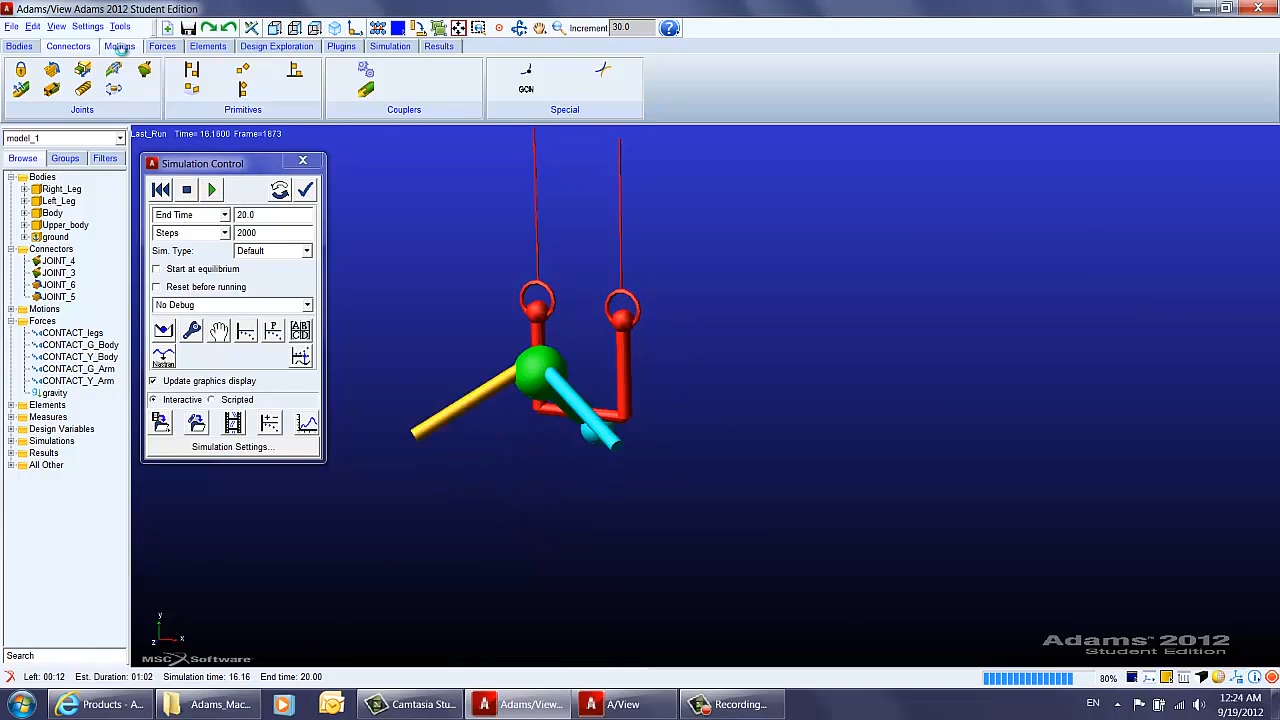 Adams/View Adams 2012 Student Edition
File Edit View Settings Tools
Increment 30.0
Bodies Connectors Motions Forces Elements Design Exploration Plugins Simulation Results
GCN
Joints Primitives Couplers Special
model_1
Last_Run Time= 16.1600 Frame=1873
Browse Groups Filters
Bodies
Right_Leg
Left_Leg
Body
Upper_body
ground
Connectors
JOINT_4
JOINT_3
JOINT_6
JOINT_5
Motions
Forces
CONTACT_legs
CONTACT_G_Body
CONTACT_Y_Body
CONTACT_G_Arm
CONTACT_Y_Arm
gravity
Elements
Measures
Design Variables
Simulations
Results
All Other
Search
Simulation Control
End Time 20.0
Steps 2000
Sim. Type: Default
Start at equilibrium
Reset before running
No Debug
Update graphics display
Interactive Scripted
Simulation Settings...
y
z x
MSC Software
Adams™ 2012
Student Edition
Left: 00:12 Est. Duration: 01:02 Simulation time: 16.16 End time: 20.00
80%
Products - A...
Adams_Mac...
Camtasia Stu...
Adams/View...
A/View
Recording...
EN
12:24 AM
9/19/2012